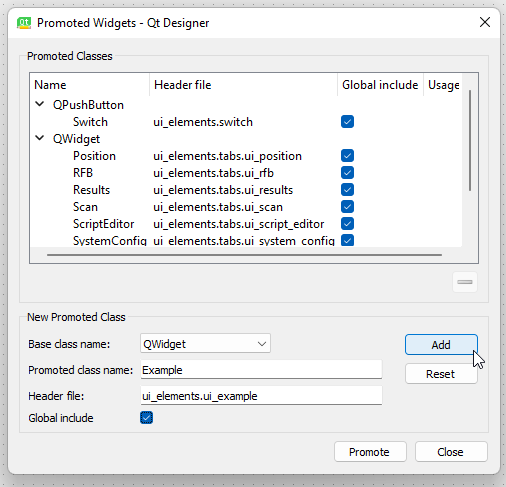 Qt Promoted Widgets - Qt Designer
Promoted Classes
Name Header file Global include Usage
QPushButton
Switch ui_elements.switch
QWidget
Position ui_elements.tabs.ui_position
RFB ui_elements.tabs.ui_rfb
Results ui_elements.tabs.ui_results
Scan ui_elements.tabs.ui_scan
ScriptEditor ui_elements.tabs.ui_script_editor
SystemConfig ui_elements.tabs.ui_system_config
New Promoted Class
Base class name: QWidget Add
Promoted class name: Example
Reset
Header file: ui_elements.ui_example
Global include
Promote Close